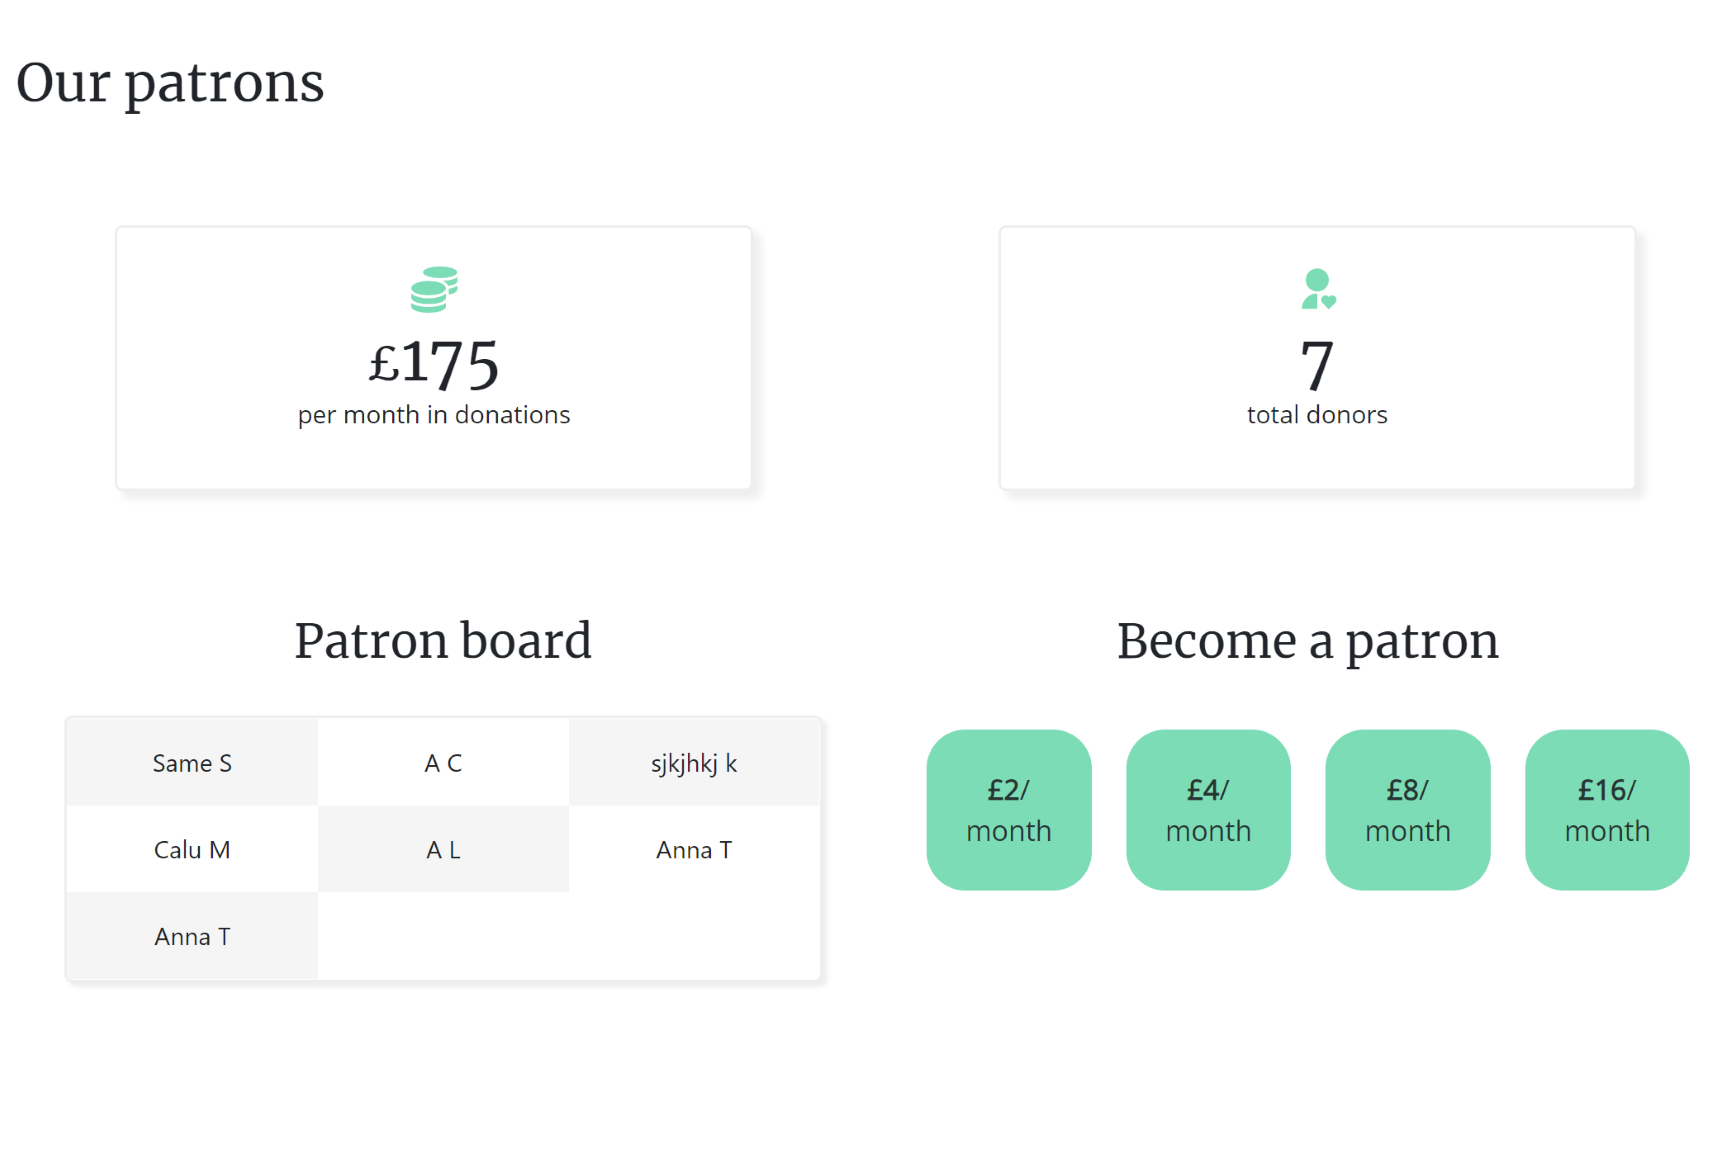 Our patrons
£175
per month in donations
7
total donors
Patron board
Same S
A C
sjkjhkj k
Calu M
A L
Anna T
Anna T
Become a patron
£2/
month
£4/
month
£8/
month
£16/
month